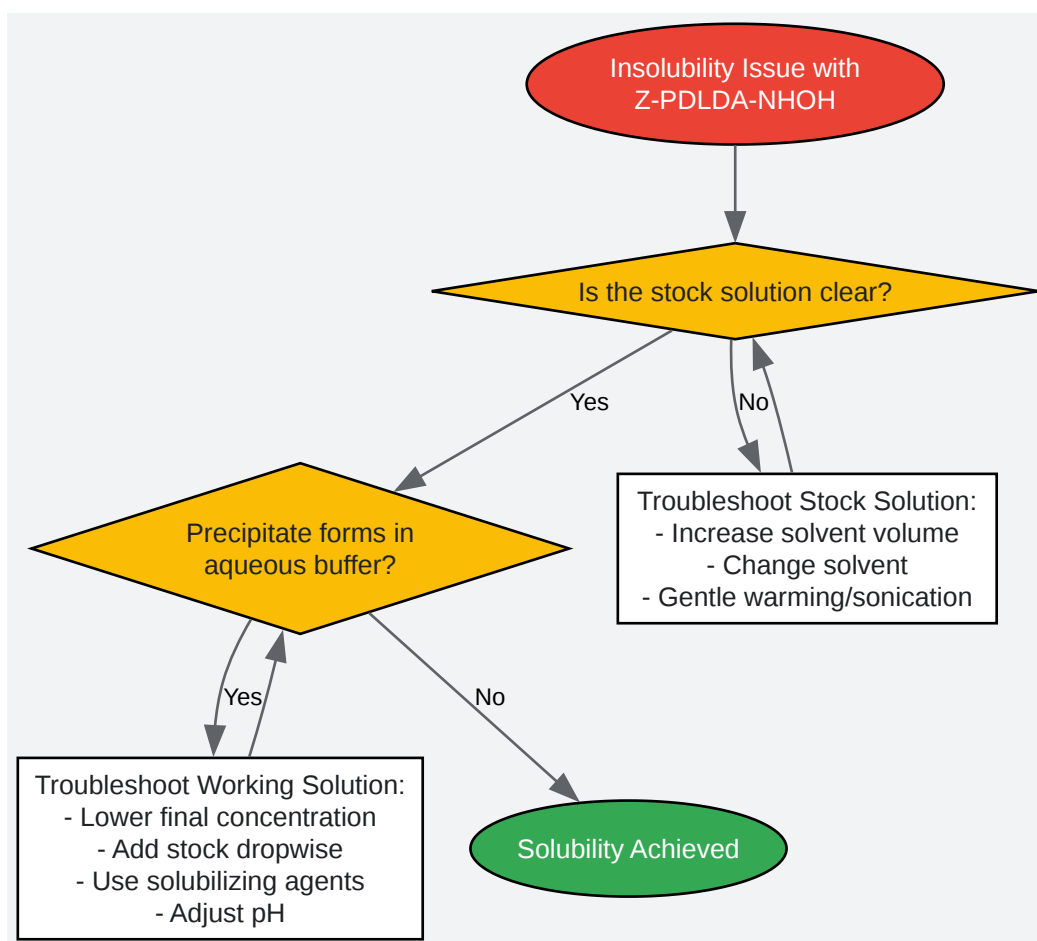 Insolubility Issue with
Z-PDLDA-NHOH
Is the stock solution clear?
Yes
No
Troubleshoot Stock Solution:
- Increase solvent volume
- Change solvent
- Gentle warming/sonication
Precipitate forms in
aqueous buffer?
Yes
No
Troubleshoot Working Solution:
- Lower final concentration
- Add stock dropwise
- Use solubilizing agents
- Adjust pH
Solubility Achieved